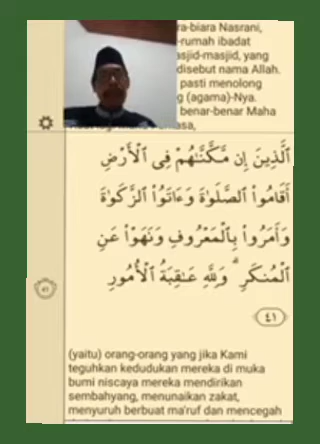 ra-biara Nasrani,
-rumah ibadat
asjid-masjid, yang
disebut nama Allah.
pasti menolong
g (agama)-Nya.
benar-benar Maha
ٱلَّذِينَ إِن مَّكَّنَّـٰهُمْ فِى ٱلْأَرْضِ
أَقَامُوا۟ ٱلصَّلَوٰةَ وَءَاتَوُا۟ ٱلزَّكَوٰةَ
وَأَمَرُوا۟ بِٱلْمَعْرُوفِ وَنَهَوْا۟ عَنِ
ٱلْمُنكَرِ ۗ وَلِلَّهِ عَـٰقِبَةُ ٱلْأُمُورِ
٤١
(yaitu) orang-orang yang jika Kami
teguhkan kedudukan mereka di muka
bumi niscaya mereka mendirikan
sembahyang, menunaikan zakat,
menyuruh berbuat ma'ruf dan mencegah